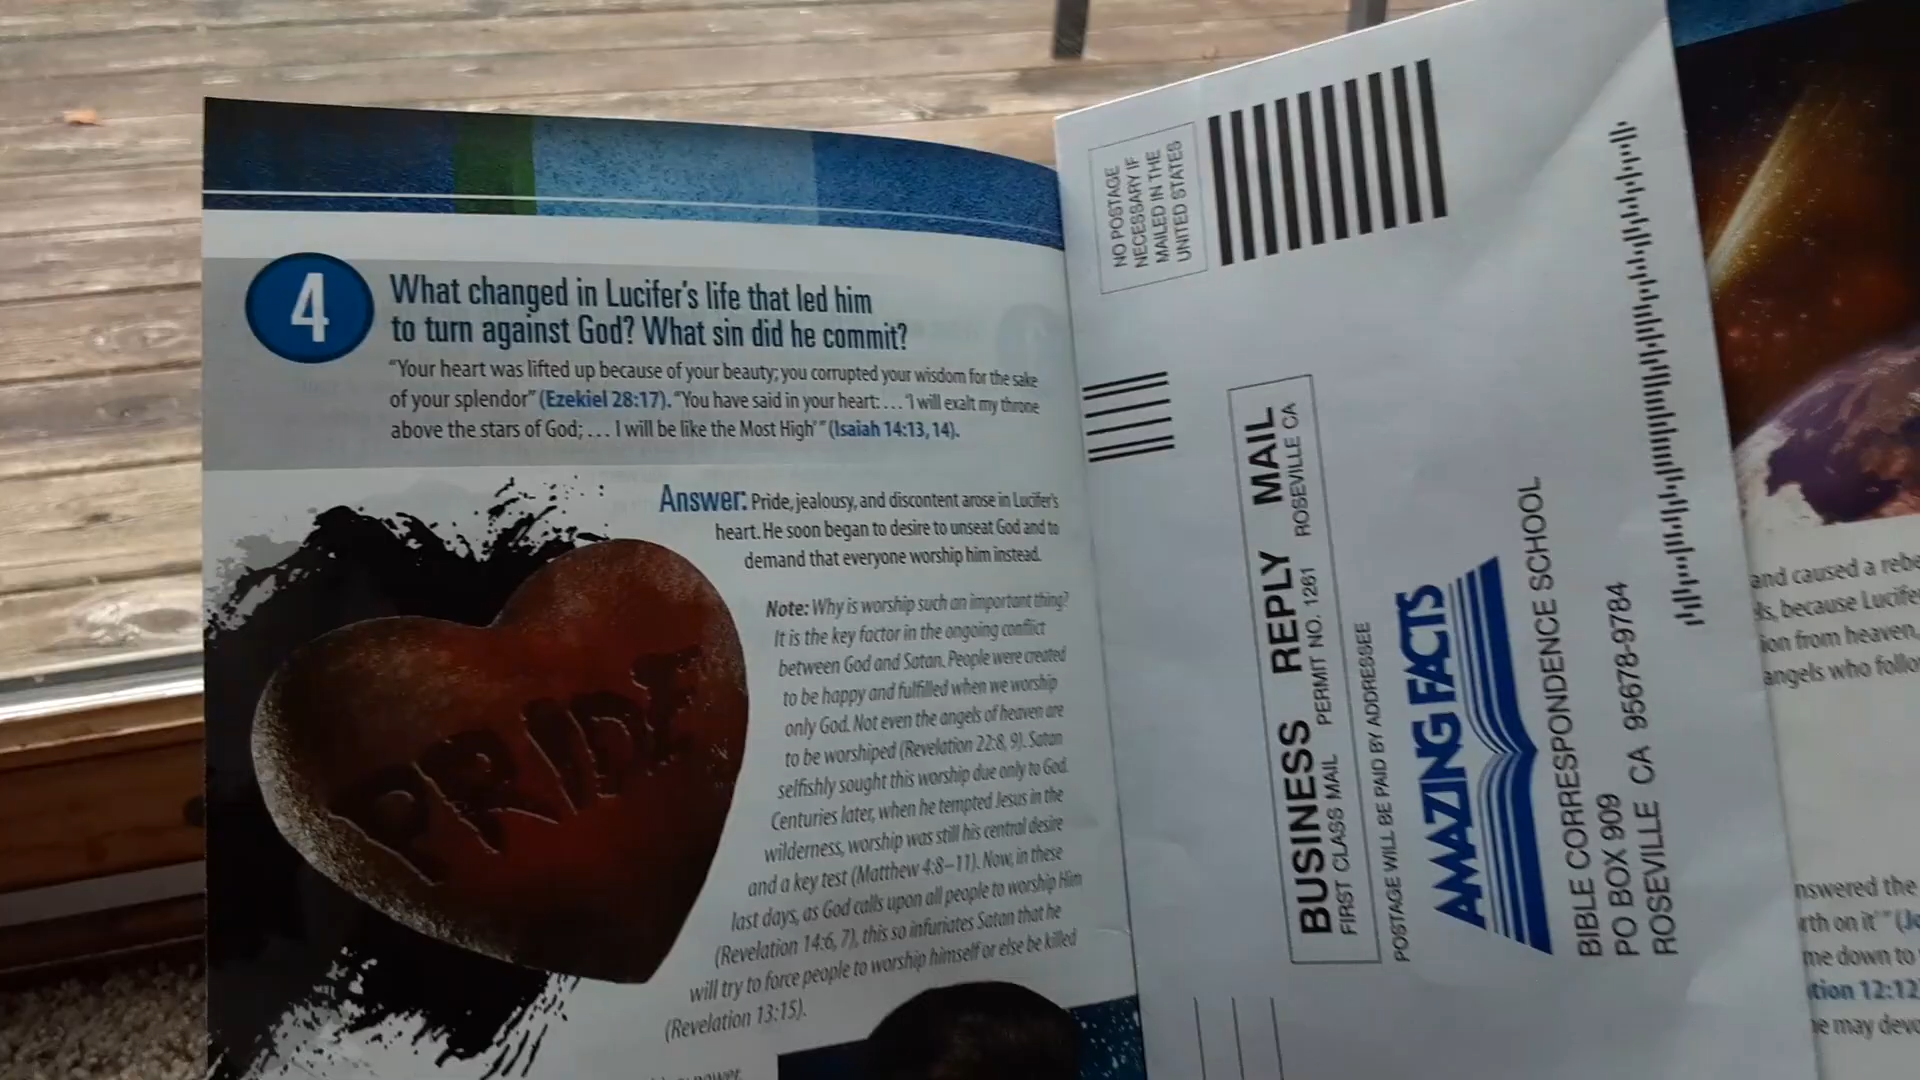 4
What changed in Lucifer's life that led him
to turn against God? What sin did he commit?
"Your heart was lifted up because of your beauty; you corrupted your wisdom for the sake
of your splendor" (Ezekiel 28:17). "You have said in your heart: . . . 'I will exalt my throne
above the stars of God; . . . I will be like the Most High' " (Isaiah 14:13, 14).
Answer: Pride, jealousy, and discontent arose in Lucifer's
heart. He soon began to desire to unseat God and to
demand that everyone worship him instead.
Note: Why is worship such an important thing?
It is the key factor in the ongoing conflict
between God and Satan. People were created
to be happy and fulfilled when we worship
only God. Not even the angels of heaven are
to be worshiped (Revelation 22:8, 9). Satan
selfishly sought this worship due only to God.
Centuries later, when he tempted Jesus in the
wilderness, worship was still his central desire
and a key test (Matthew 4:8–11). Now, in these
last days, as God calls upon all people to worship Him
(Revelation 14:6, 7), this so infuriates Satan that he
will try to force people to worship himself or else be killed
(Revelation 13:15).
PRIDE
power
NO POSTAGE
NECESSARY IF
MAILED IN THE
UNITED STATES
BUSINESS REPLY MAIL
FIRST CLASS MAIL PERMIT NO. 1261 ROSEVILLE CA
POSTAGE WILL BE PAID BY ADDRESSEE
AMAZING FACTS
BIBLE CORRESPONDENCE SCHOOL
PO BOX 909
ROSEVILLE CA 95678-9784
and caused a
because
ion from heaven,
angels who
the
rth on it' "
me down to
tion 12:12
he may